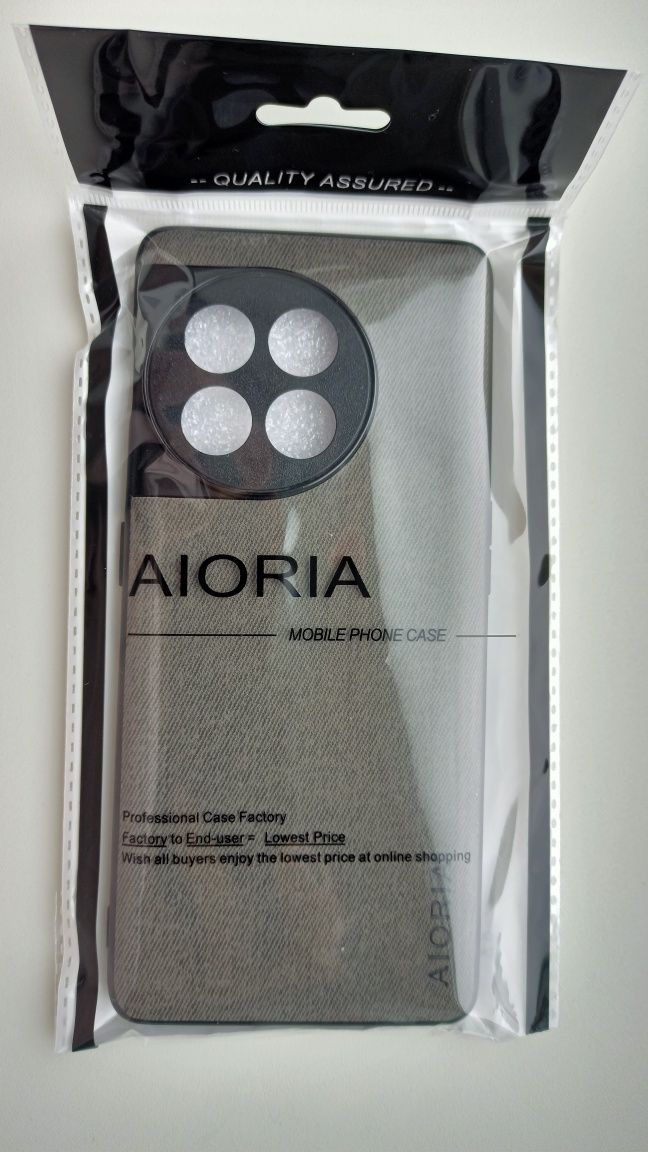 -- QUALITY ASSURED --
AIORIA
MOBILE PHONE CASE
Professional Case Factory
Factory to End-user = Lowest Price
Wish all buyers enjoy the lowest price at online shopping
AIORIA